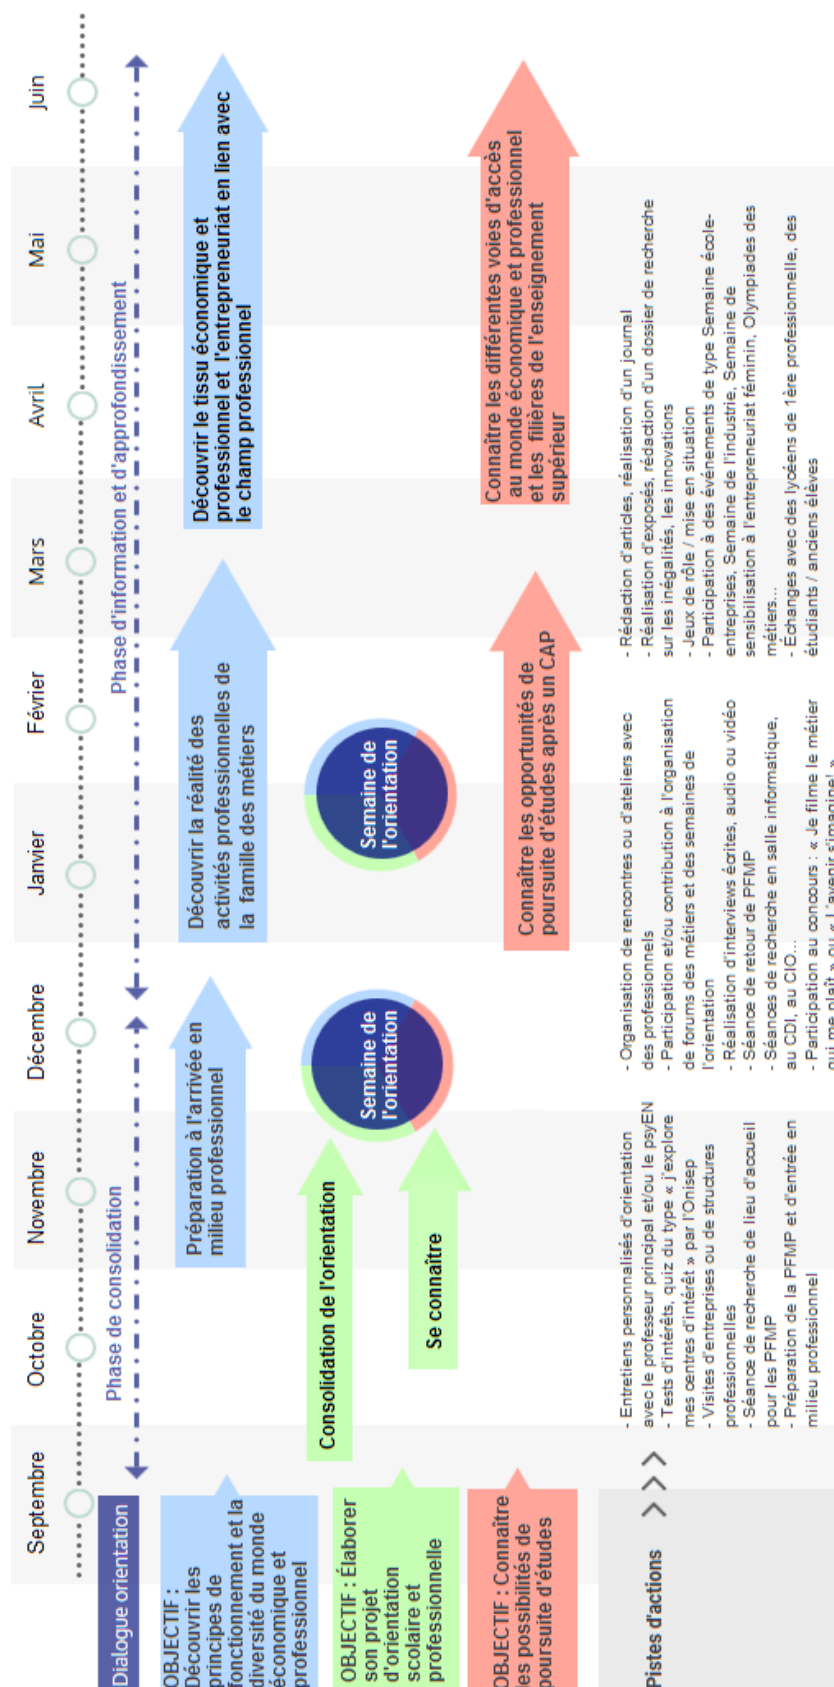 Septembre
Octobre
Novembre
Décembre
Janvier
Février
Mars
Avril
Mai
Juin
Dialogue orientation
Phase de consolidation
Phase d'information et d'approfondissement
OBJECTIF :
Découvrir les
principes de
fonctionnement et la
diversité du monde
économique et
professionnel
Préparation à l'arrivée en
milieu professionnel
Découvrir la réalité des
activités professionnelles de
la famille des métiers
Découvrir le tissu économique et
professionnel et l'entrepreneuriat en lien avec
le champ professionnel
OBJECTIF : Élaborer
son projet
d'orientation
scolaire et
professionnelle
Consolidation de l'orientation
Se connaître
Semaine de
l'orientation
Semaine de
l'orientation
OBJECTIF : Connaître
les possibilités de
poursuite d'études
Connaître les opportunités de
poursuite d'études après un CAP
Connaître les différentes voies d'accès
au monde économique et professionnel
et les filières de l'enseignement
supérieur
Pistes d'actions
- Entretiens personnalisés d'orientation
avec le professeur principal et/ou le psyEN
- Tests d'intérêts, quiz du type « j'explore
mes centres d'intérêt » par l'Onisep
- Visites d'entreprises ou de structures
professionnelles
- Séance de recherche de lieu d'accueil
pour les PFMP
- Préparation de la PFMP et d'entrée en
milieu professionnel
- Organisation de rencontres ou d'ateliers avec
des professionnels
- Participation et/ou contribution à l'organisation
de forums des métiers et des semaines de
l'orientation
- Réalisation d'interviews écrites, audio ou vidéo
- Séance de retour de PFMP
- Séances de recherche en salle informatique,
au CDI, au CIO...
- Participation au concours : « Je filme le métier
qui me plaît » ou « L'avenir s'imagine! »
- Rédaction d'articles, réalisation d'un journal
- Réalisation d'exposés, rédaction d'un dossier de recherche
sur les inégalités, les innovations
- Jeux de rôle / mise en situation
- Participation à des événements de type Semaine école-
entreprises, Semaine de l'industrie, Semaine de
sensibilisation à l'entrepreneuriat féminin, Olympiades des
métiers...
- Echanges avec des lycéens de 1ère professionnelle, des
étudiants / anciens élèves